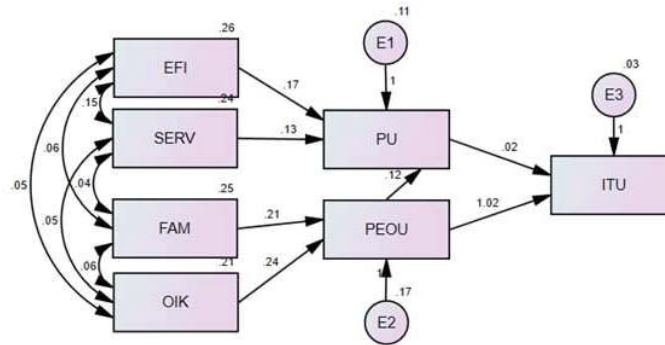 .11
.26
E1
.03
EFI
.17
1
E3
.15
.24
1
SERV
.13
PU
.02
.06
ITU
.05
.04
.25
.12
.05
FAM
.21
PEOU
1.02
.06
.21
.24
OIK
1
.17
E2